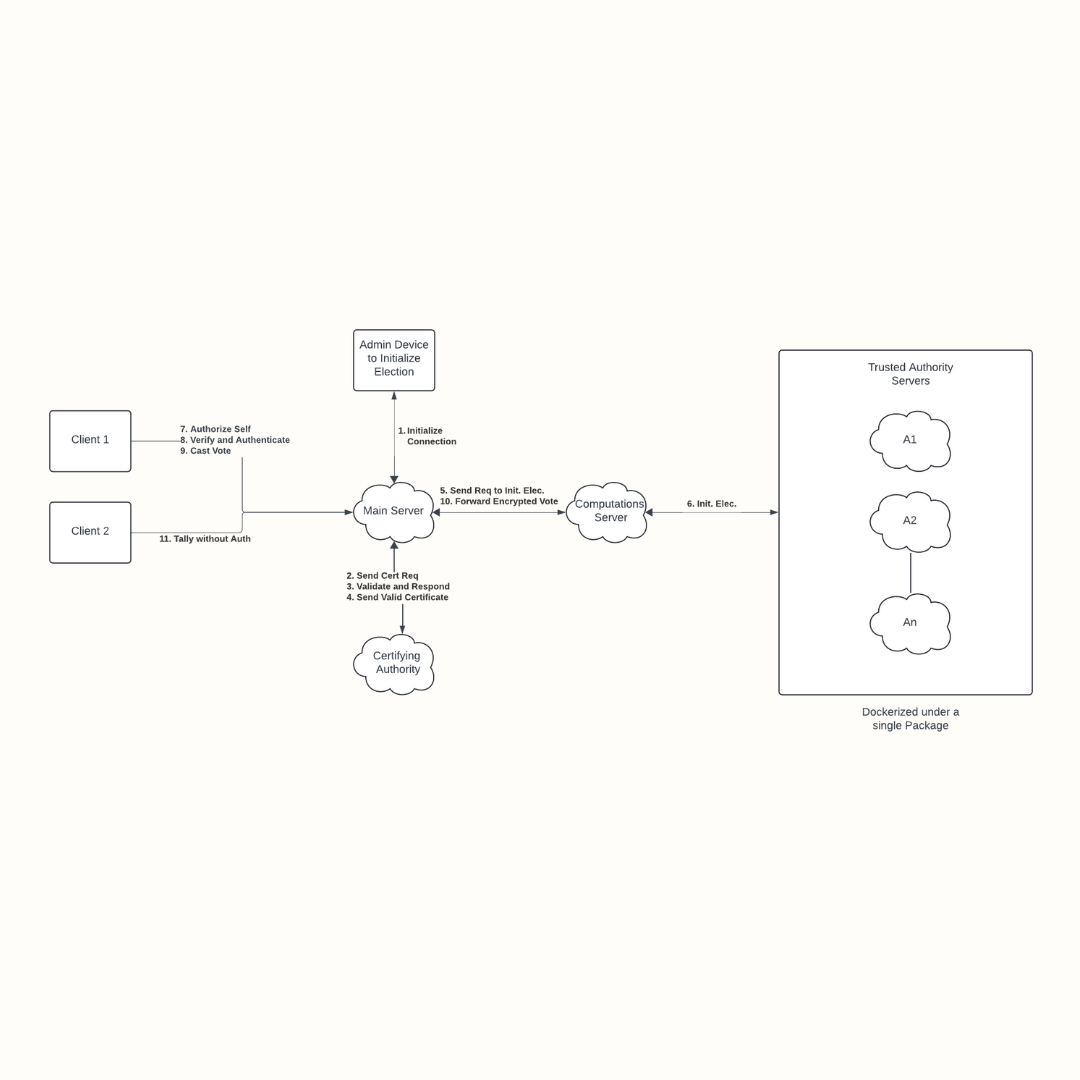 Admin Device
to Initialize
Election
Client 1
7. Authorize Self
8. Verify and Authenticate
9. Cast Vote
1. Initialize
Connection
Client 2
11. Tally without Auth
Main Server
5. Send Req to Init. Elec.
10. Forward Encrypted Vote
Computations
Server
6. Init. Elec.
2. Send Cert Req
3. Validate and Respond
4. Send Valid Certificate
Certifying
Authority
Trusted Authority
Servers
A1
A2
An
Dockerized under a
single Package